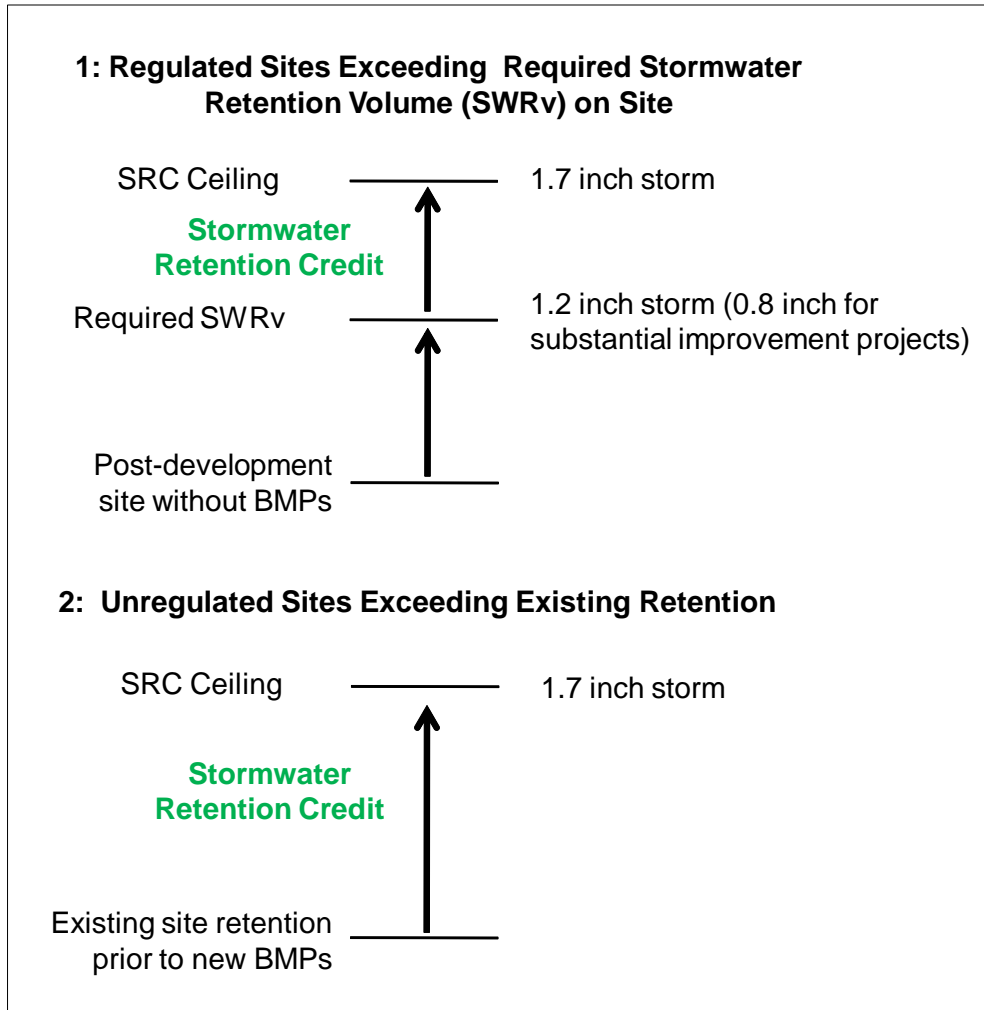 1: Regulated Sites Exceeding Required Stormwater
Retention Volume (SWRv) on Site
SRC Ceiling
1.7 inch storm
Stormwater
Retention Credit
Required SWRv
1.2 inch storm (0.8 inch for
substantial improvement projects)
Post-development
site without BMPs
2: Unregulated Sites Exceeding Existing Retention
SRC Ceiling
1.7 inch storm
Stormwater
Retention Credit
Existing site retention
prior to new BMPs